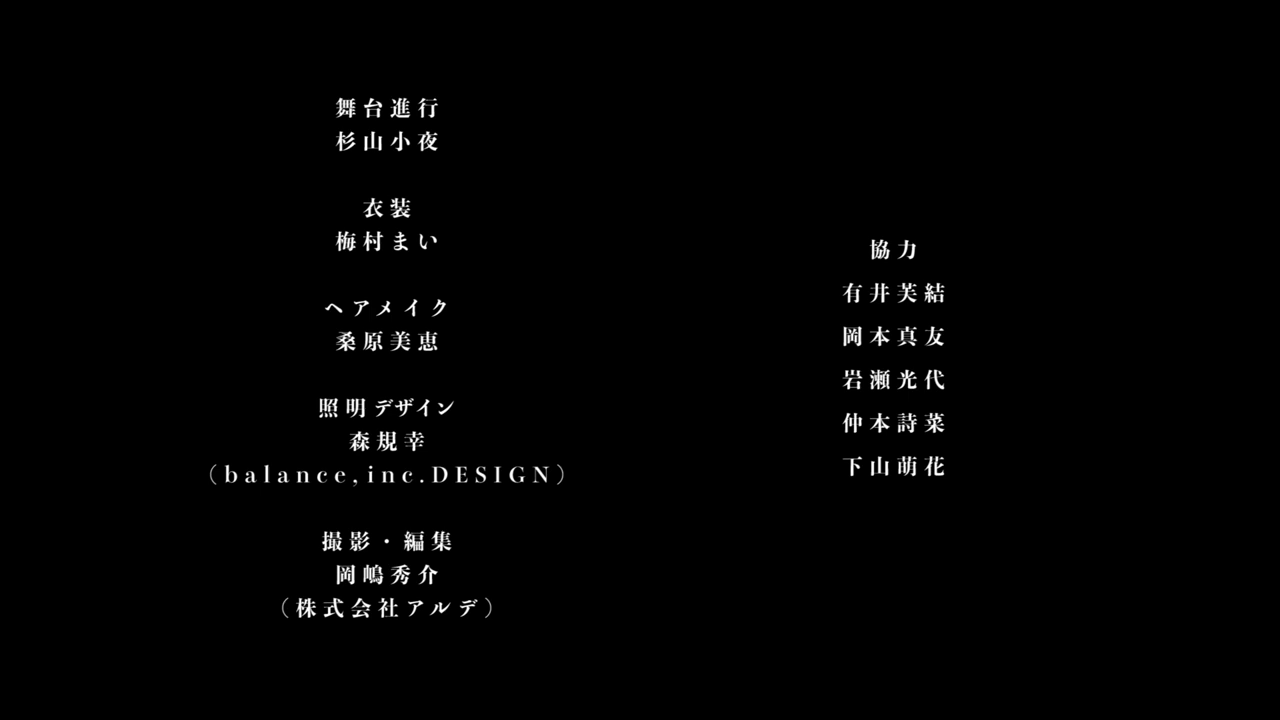 舞台進行
杉山小夜
衣装
梅村まい
ヘアメイク
桑原美恵
照明デザイン
森規幸
（balance,inc.DESIGN）
撮影・編集
岡嶋秀介
（株式会社アルデ）
協力
有井芙結
岡本真友
岩瀬光代
仲本詩菜
下山萌花